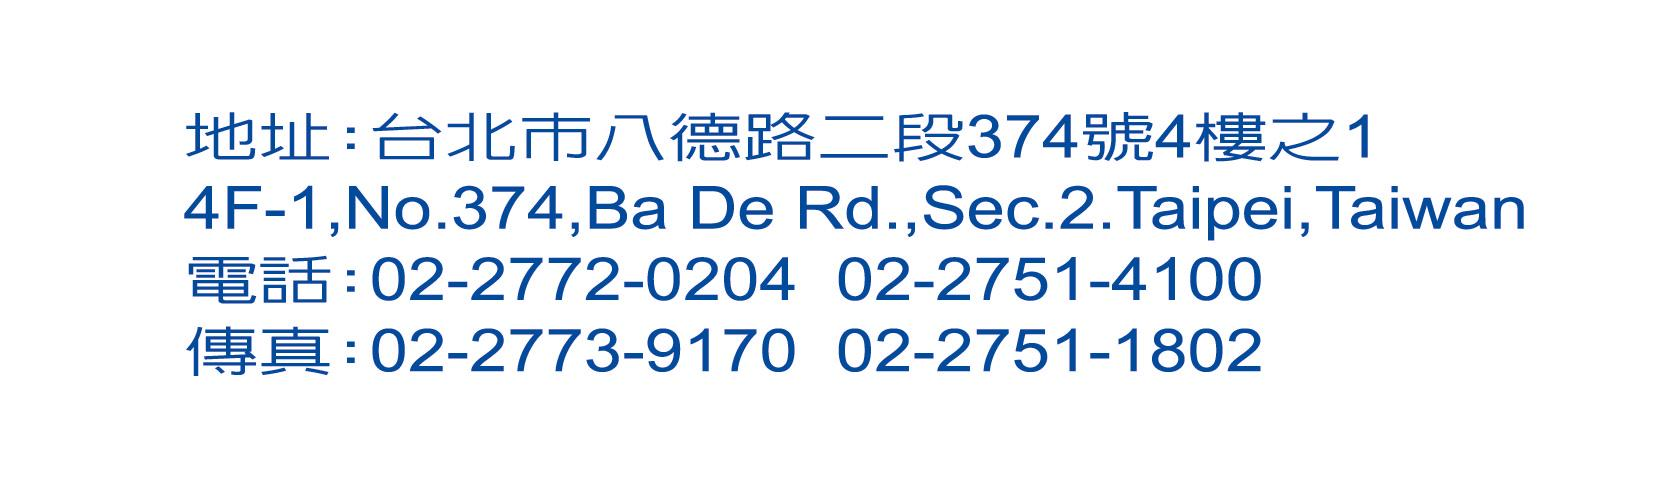 地址:台北市八德路二段374號4樓之1
4F-1,No.374,Ba De Rd.,Sec.2.Taipei,Taiwan
電話:02-2772-0204  02-2751-4100
傳真:02-2773-9170  02-2751-1802